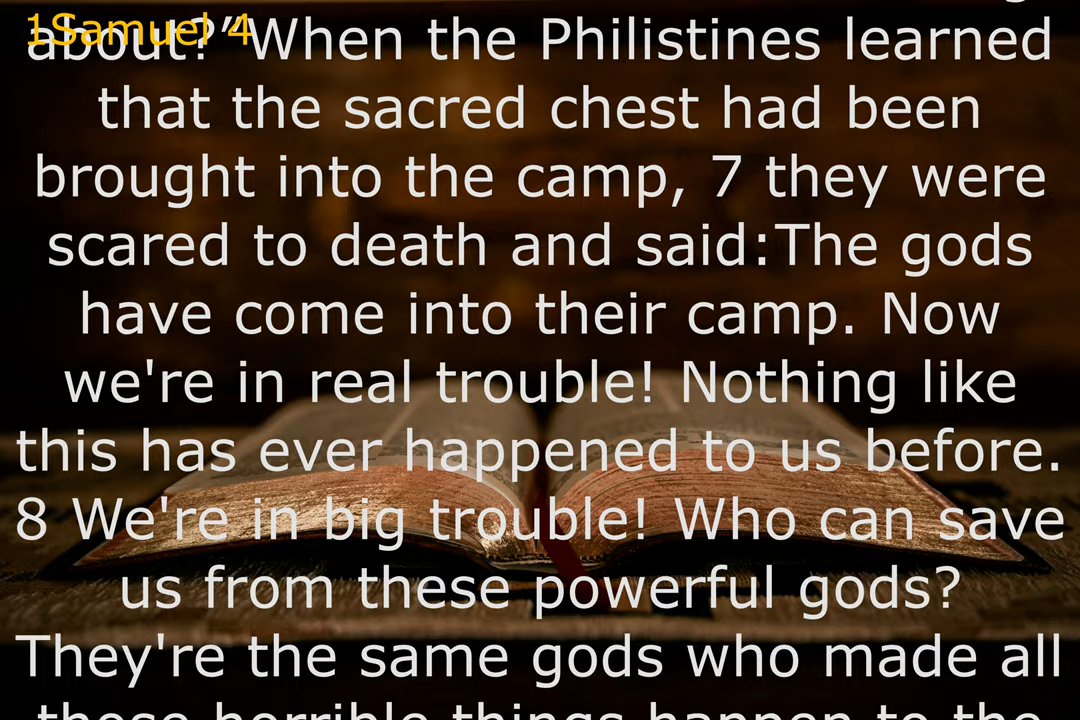 1Samuel 4
about?” When the Philistines learned
that the sacred chest had been
brought into the camp, 7 they were
scared to death and said:The gods
have come into their camp. Now
we're in real trouble! Nothing like
this has ever happened to us before.
8 We're in big trouble! Who can save
us from these powerful gods?
They're the same gods who made all
those horrible things happen to the